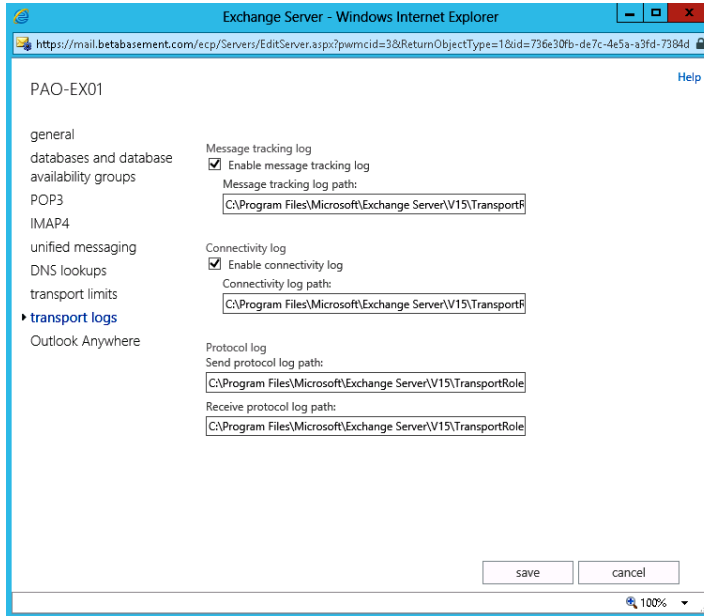 Exchange Server - Windows Internet Explorer
https://mail.betabasement.com/ecp/Servers/EditServer.aspx?pwmcid=3&ReturnObjectType=1&id=736e30fb-de7c-4e5a-a3fd-7384d
Help
PAO-EX01
general
databases and database
availability groups
POP3
IMAP4
unified messaging
DNS lookups
transport limits
transport logs
Outlook Anywhere
Message tracking log
Enable message tracking log
Message tracking log path:
C:\Program Files\Microsoft\Exchange Server\V15\TransportR
Connectivity log
Enable connectivity log
Connectivity log path:
C:\Program Files\Microsoft\Exchange Server\V15\TransportR
Protocol log
Send protocol log path:
C:\Program Files\Microsoft\Exchange Server\V15\TransportRole
Receive protocol log path:
C:\Program Files\Microsoft\Exchange Server\V15\TransportRole
save
cancel
100%